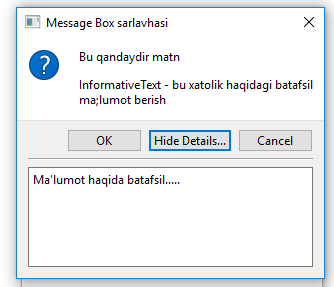 Message Box sarlavhasi
Bu qandaydir matn
InformativeText - bu xatolik haqidagi batafsil
ma;lumot berish
OK
Hide Details...
Cancel
Ma'lumot haqida batafsil.....